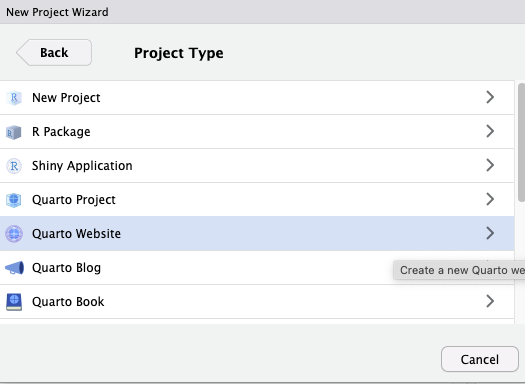 New Project Wizard
Back
Project Type
New Project
R Package
Shiny Application
Quarto Project
Quarto Website
Quarto Blog
Create a new Quarto we
Quarto Book
Cancel